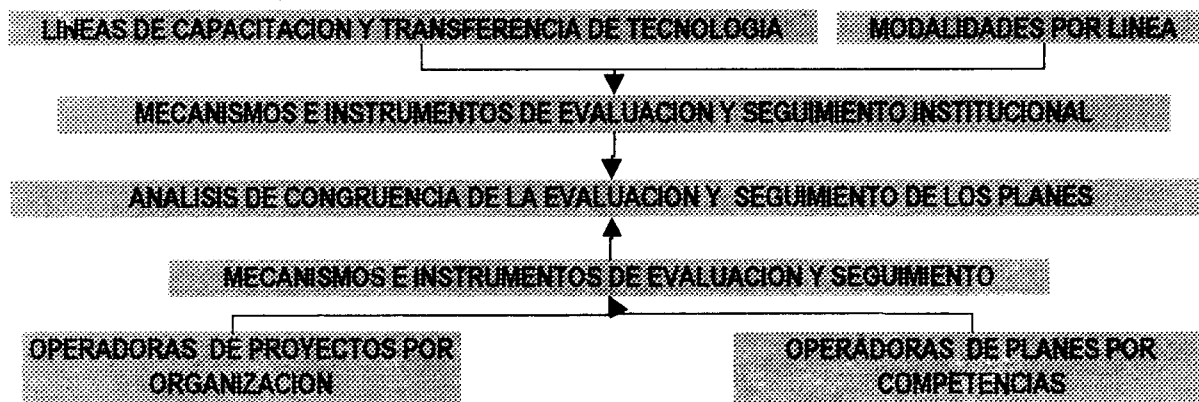 LINEAS DE CAPACITACION Y TRANSFERENCIA DE TECNOLOGIA
MODALIDADES POR LINEA
MECANISMOS E INSTRUMENTOS DE EVALUACION Y SEGUIMIENTO INSTITUCIONAL
ANALISIS DE CONGRUENCIA DE LA EVALUACION Y SEGUIMIENTO DE LOS PLANES
MECANISMOS E INSTRUMENTOS DE EVALUACION Y SEGUIMIENTO
OPERADORAS DE PROYECTOS POR
ORGANIZACION
OPERADORAS DE PLANES POR
COMPETENCIAS